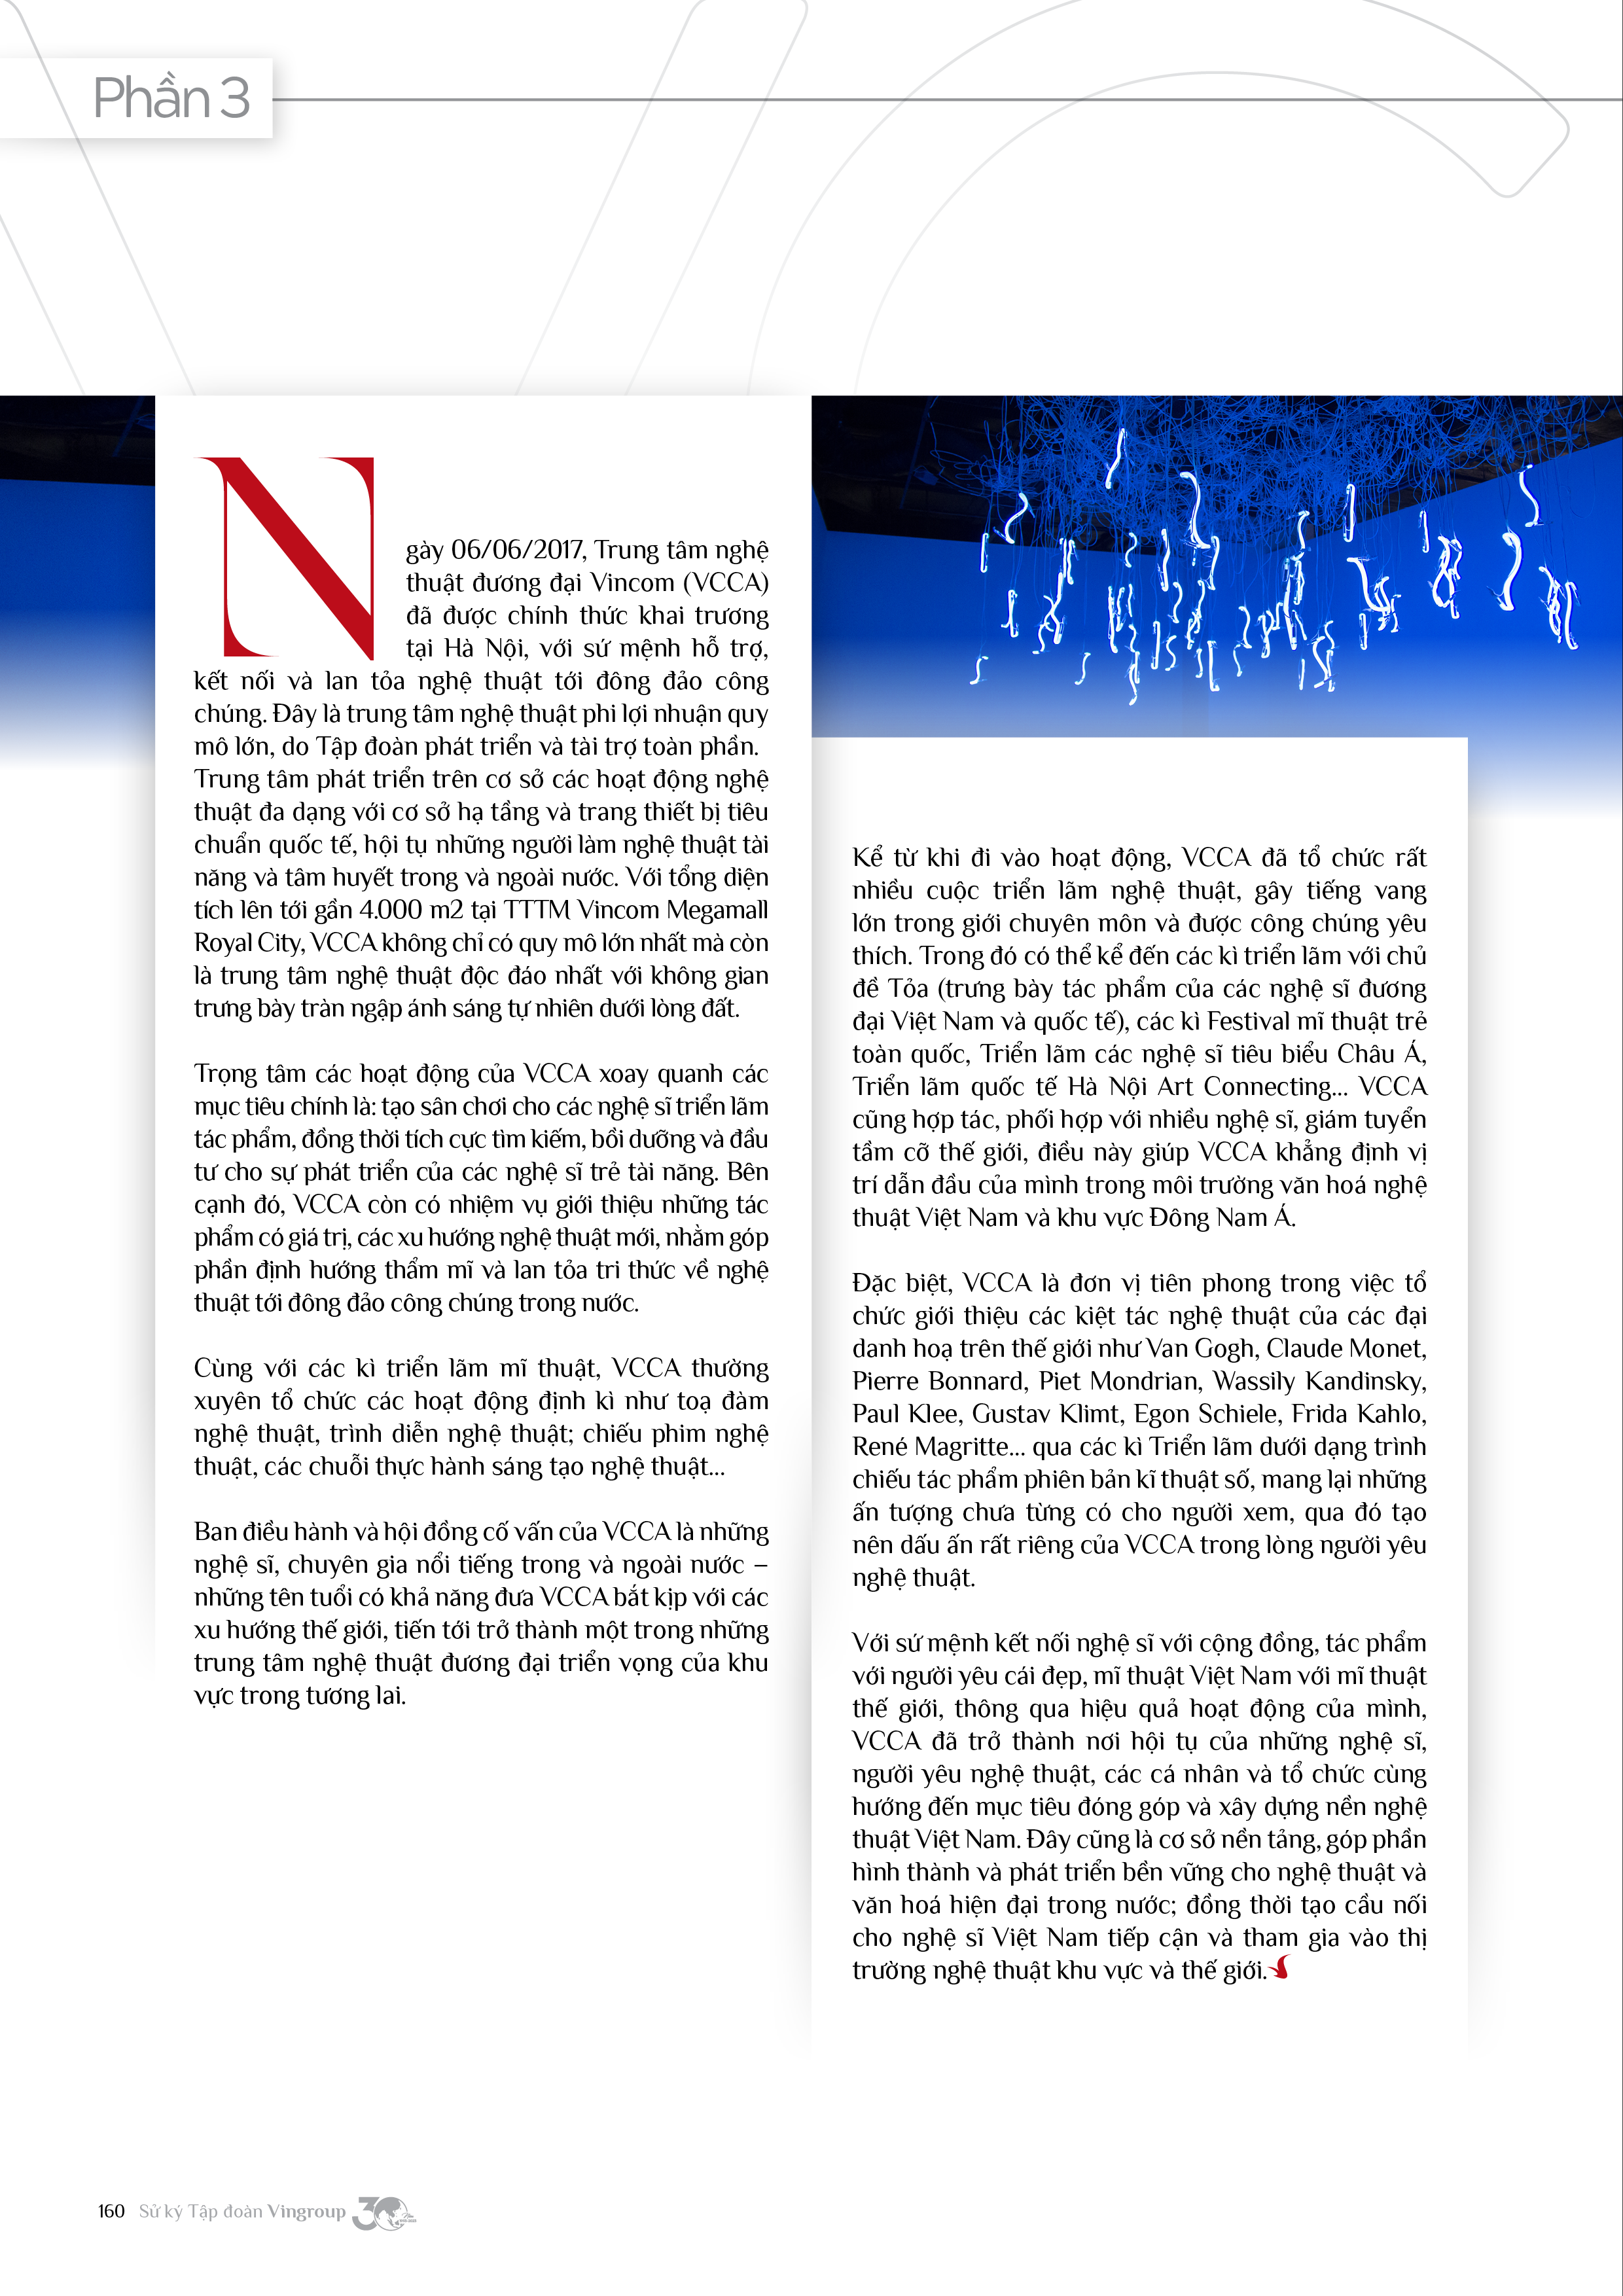 Phần 3
Ngày 06/06/2017, Trung tâm nghệ
thuật đương đại Vincom (VCCA)
đã được chính thức khai trương
tại Hà Nội, với sứ mệnh hỗ trợ,
kết nối và lan tỏa nghệ thuật tới đông đảo công
chúng. Đây là trung tâm nghệ thuật phi lợi nhuận quy
mô lớn, do Tập đoàn phát triển và tài trợ toàn phần.
Trung tâm phát triển trên cơ sở các hoạt động nghệ
thuật đa dạng với cơ sở hạ tầng và trang thiết bị tiêu
chuẩn quốc tế, hội tụ những người làm nghệ thuật tài
năng và tâm huyết trong và ngoài nước. Với tổng diện
tích lên tới gần 4.000 m2 tại TTTM Vincom Megamall
Royal City, VCCA không chỉ có quy mô lớn nhất mà còn
là trung tâm nghệ thuật độc đáo nhất với không gian
trưng bày tràn ngập ánh sáng tự nhiên dưới lòng đất.
Trọng tâm các hoạt động của VCCA xoay quanh các
mục tiêu chính là: tạo sân chơi cho các nghệ sĩ triển lãm
tác phẩm, đồng thời tích cực tìm kiếm, bồi dưỡng và đầu
tư cho sự phát triển của các nghệ sĩ trẻ tài năng. Bên
cạnh đó, VCCA còn có nhiệm vụ giới thiệu những tác
phẩm có giá trị, các xu hướng nghệ thuật mới, nhằm góp
phần định hướng thẩm mĩ và lan tỏa tri thức về nghệ
thuật tới đông đảo công chúng trong nước.
Cùng với các kì triển lãm mĩ thuật, VCCA thường
xuyên tổ chức các hoạt động định kì như toạ đàm
nghệ thuật, trình diễn nghệ thuật; chiếu phim nghệ
thuật, các chuỗi thực hành sáng tạo nghệ thuật...
Ban điều hành và hội đồng cố vấn của VCCA là những
nghệ sĩ, chuyên gia nổi tiếng trong và ngoài nước –
những tên tuổi có khả năng đưa VCCA bắt kịp với các
xu hướng thế giới, tiến tới trở thành một trong những
trung tâm nghệ thuật đương đại triển vọng của khu
vực trong tương lai.
Kể từ khi đi vào hoạt động, VCCA đã tổ chức rất
nhiều cuộc triển lãm nghệ thuật, gây tiếng vang
lớn trong giới chuyên môn và được công chúng yêu
thích. Trong đó có thể kể đến các kì triển lãm với chủ
đề Tỏa (trưng bày tác phẩm của các nghệ sĩ đương
đại Việt Nam và quốc tế), các kì Festival mĩ thuật trẻ
toàn quốc, Triển lãm các nghệ sĩ tiêu biểu Châu Á,
Triển lãm quốc tế Hà Nội Art Connecting... VCCA
cũng hợp tác, phối hợp với nhiều nghệ sĩ, giám tuyển
tầm cỡ thế giới, điều này giúp VCCA khẳng định vị
trí dẫn đầu của mình trong môi trường văn hoá nghệ
thuật Việt Nam và khu vực Đông Nam Á.
Đặc biệt, VCCA là đơn vị tiên phong trong việc tổ
chức giới thiệu các kiệt tác nghệ thuật của các đại
danh hoạ trên thế giới như Van Gogh, Claude Monet,
Pierre Bonnard, Piet Mondrian, Wassily Kandinsky,
Paul Klee, Gustav Klimt, Egon Schiele, Frida Kahlo,
René Magritte... qua các kì Triển lãm dưới dạng trình
chiếu tác phẩm phiên bản kĩ thuật số, mang lại những
ấn tượng chưa từng có cho người xem, qua đó tạo
nên dấu ấn rất riêng của VCCA trong lòng người yêu
nghệ thuật.
Với sứ mệnh kết nối nghệ sĩ với cộng đồng, tác phẩm
với người yêu cái đẹp, mĩ thuật Việt Nam với mĩ thuật
thế giới, thông qua hiệu quả hoạt động của mình,
VCCA đã trở thành nơi hội tụ của những nghệ sĩ,
người yêu nghệ thuật, các cá nhân và tổ chức cùng
hướng đến mục tiêu đóng góp và xây dựng nền nghệ
thuật Việt Nam. Đây cũng là cơ sở nền tảng, góp phần
hình thành và phát triển bền vững cho nghệ thuật và
văn hoá hiện đại trong nước; đồng thời tạo cầu nối
cho nghệ sĩ Việt Nam tiếp cận và tham gia vào thị
trường nghệ thuật khu vực và thế giới.
160 Sử ký Tập đoàn Vingroup 30